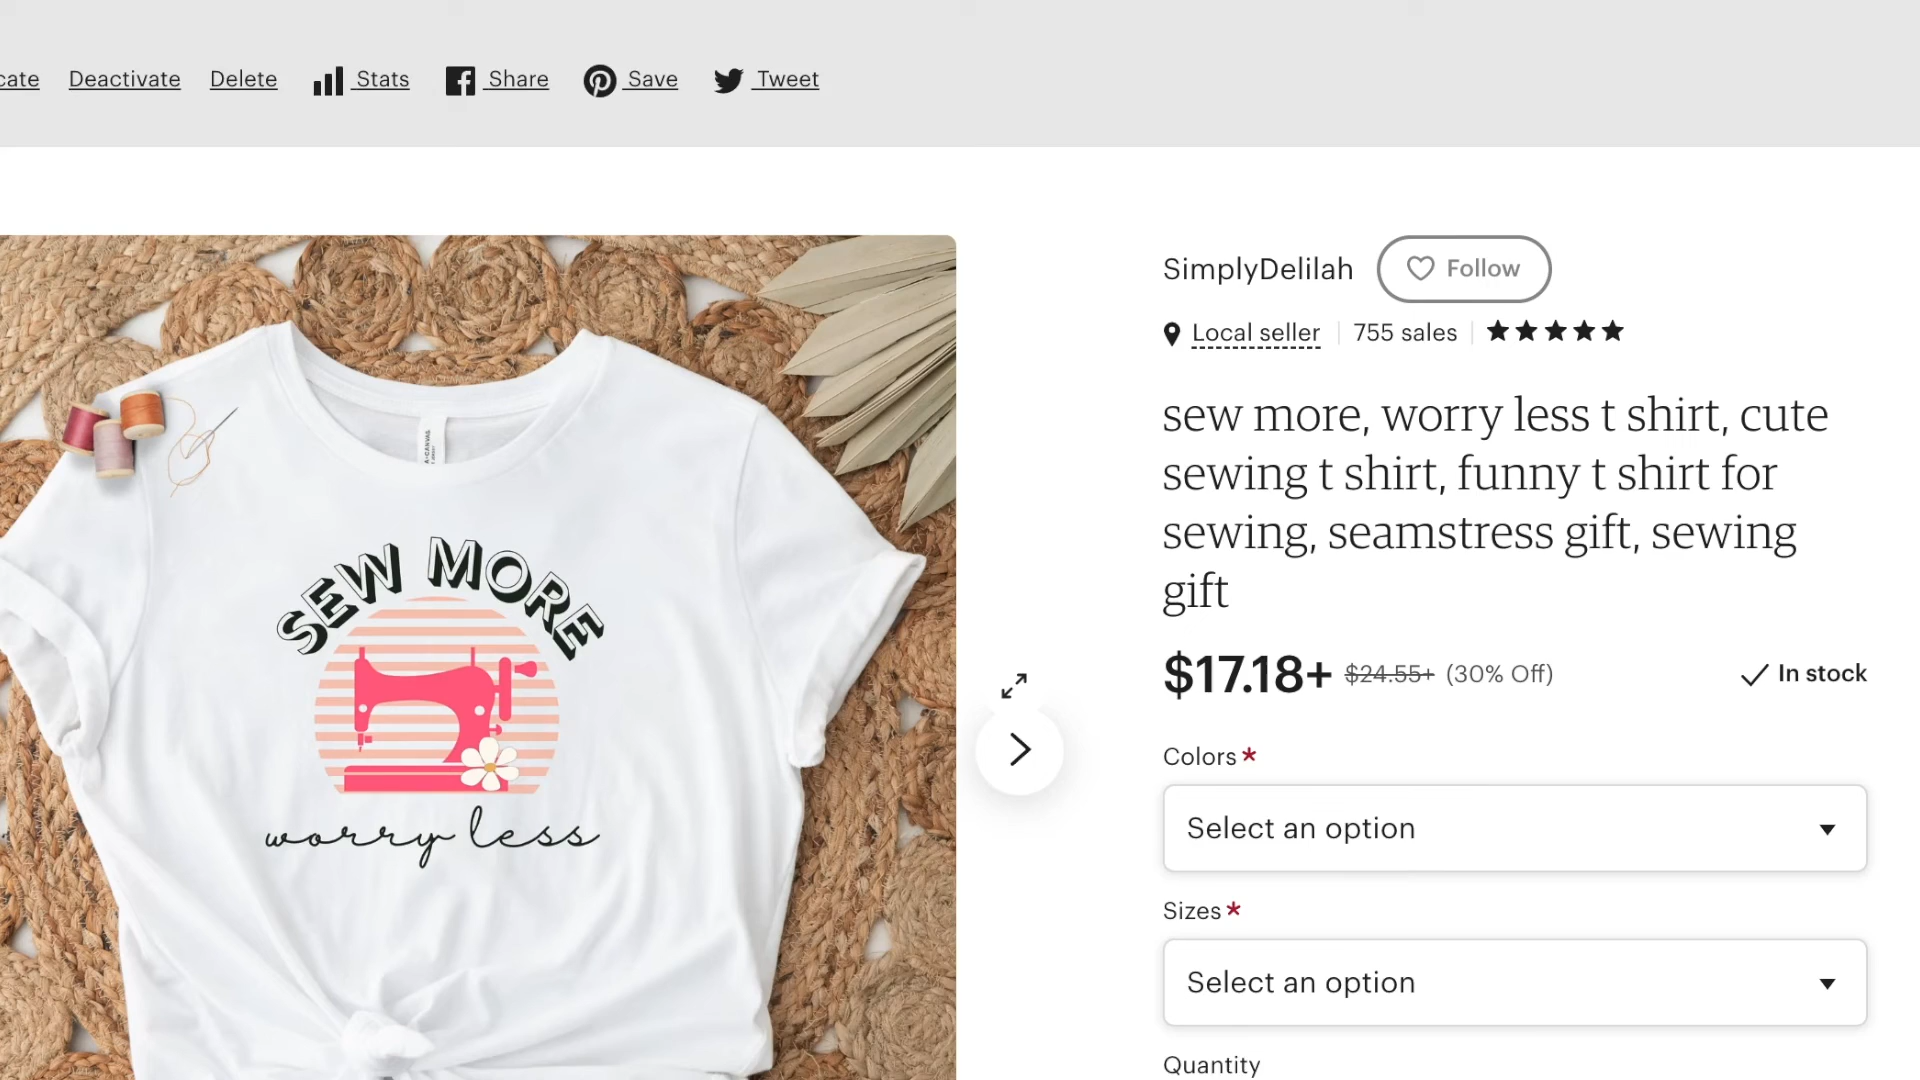 cate Deactivate Delete Stats Share Save Tweet
SimplyDelilah Follow
Local seller 755 sales
sew more, worry less t shirt, cute
sewing t shirt, funny t shirt for
sewing, seamstress gift, sewing
gift
$17.18+ $24.55+ (30% Off) In stock
Colors *
Select an option
Sizes *
Select an option
Quantity
SEW MORE
worry less